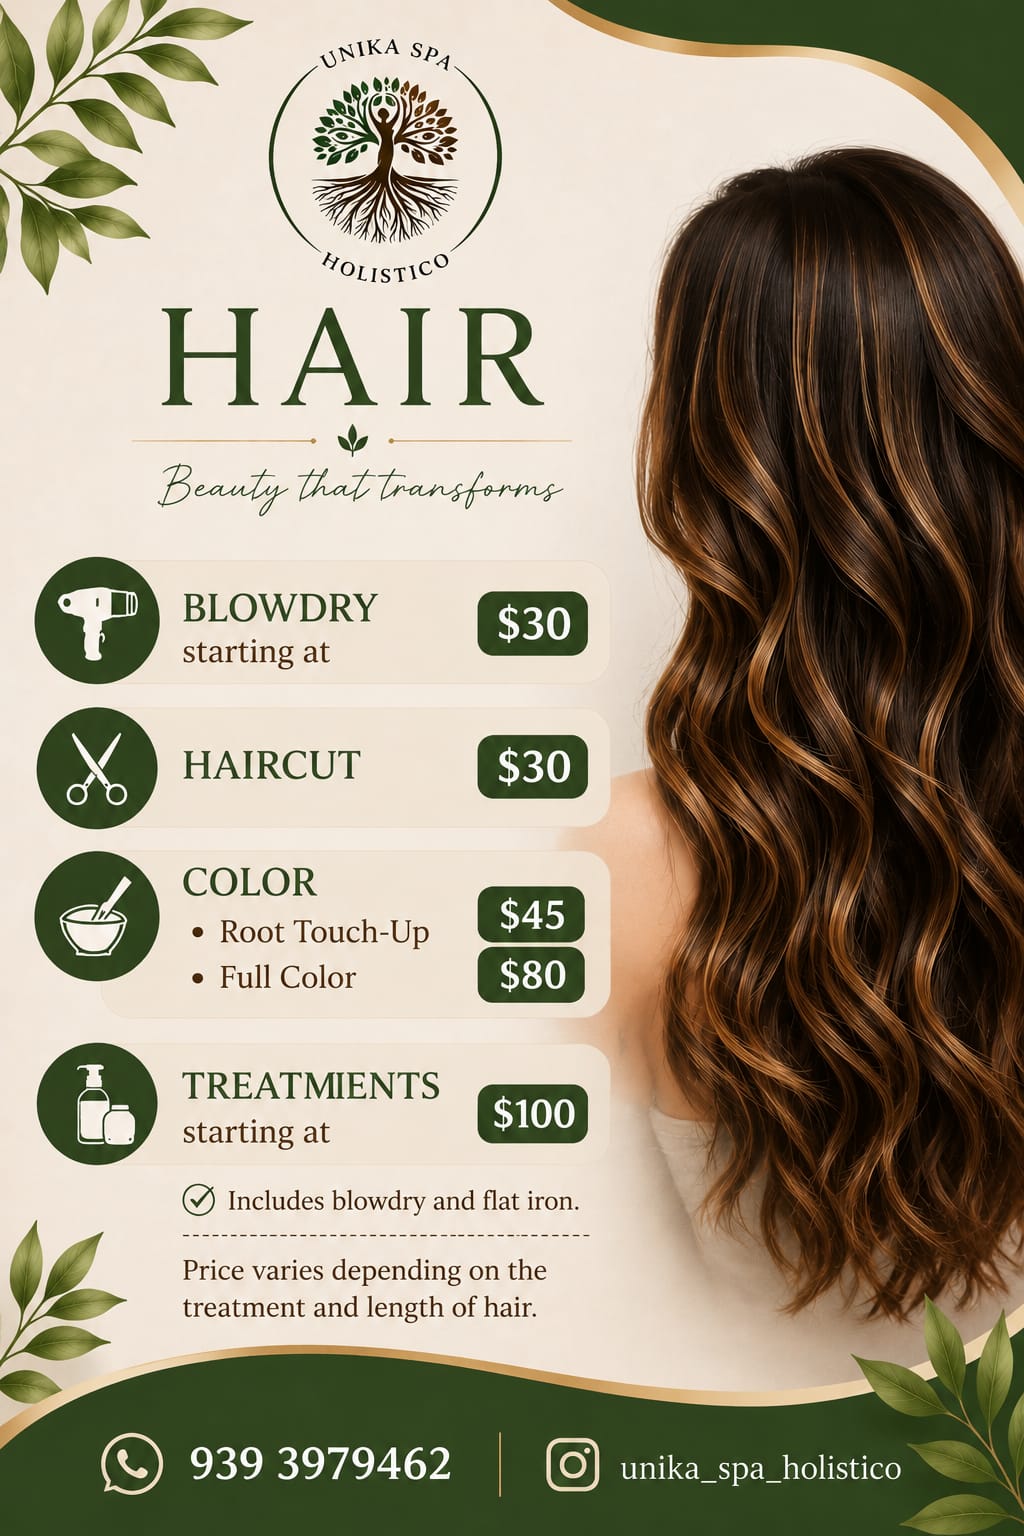 UNIKA SPA
HOLISTICO
HAIR
Beauty that transforms
BLOWDRY
starting at
$30
HAIRCUT
$30
COLOR
• Root Touch-Up
$45
• Full Color
$80
TREATMIENTS
starting at
$100
Includes blowdry and flat iron.
Price varies depending on the
treatment and length of hair.
939 3979462
unika_spa_holistico